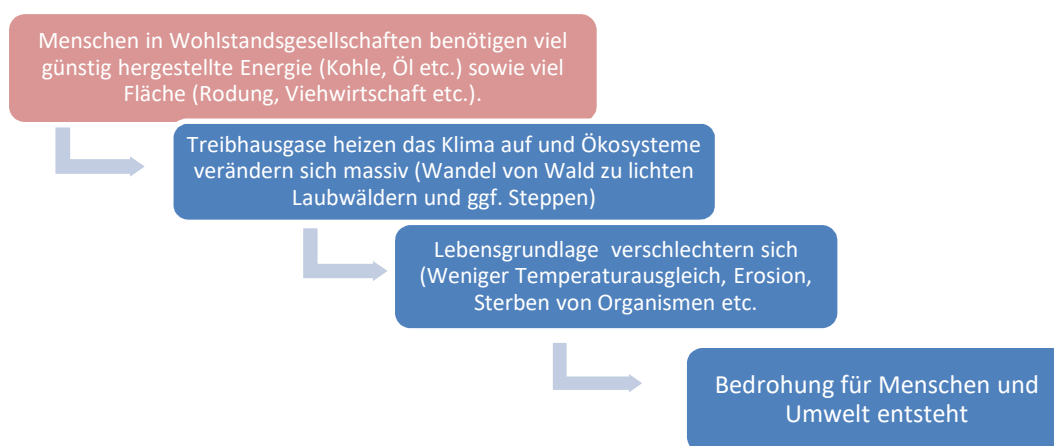 Menschen in Wohlstandsgesellschaften benötigen viel
günstig hergestellte Energie (Kohle, Öl etc.) sowie viel
Fläche (Rodung, Viehwirtschaft etc.).
Treibhausgase heizen das Klima auf und Ökosysteme
verändern sich massiv (Wandel von Wald zu lichten
Laubwäldern und ggf. Steppen)
Lebensgrundlage verschlechtern sich
(Weniger Temperaturausgleich, Erosion,
Sterben von Organismen etc.
Bedrohung für Menschen und
Umwelt entsteht